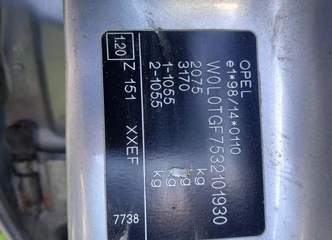 OPEL
e1*98/14*0110
W0L0TGF7532101930
2075 kg
3170 kg
1-1055 kg
2-1055 kg
1.20 Z 151 XXEF 7738